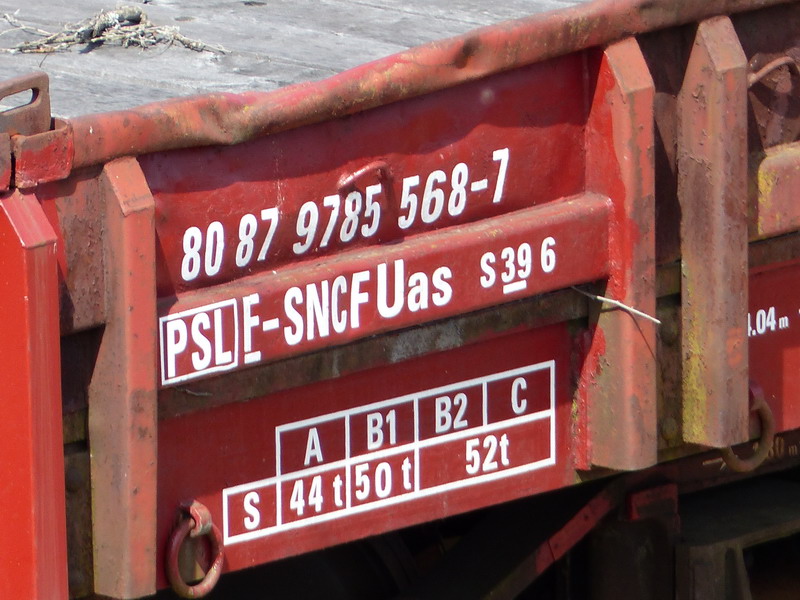 80 87 9785 568-7
PSL F-SNCF Uas S 39 6
.04 m
A B1 B2 C
S 44 t 50 t 52t